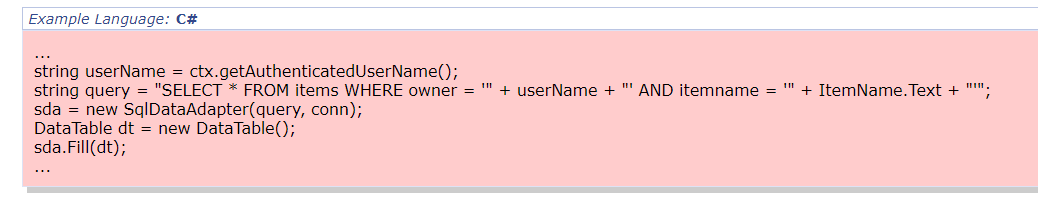 Example Language: C#
...
string userName = ctx.getAuthenticatedUserName();
string query = "SELECT * FROM items WHERE owner = '" + userName + "' AND itemname = '" + ItemName.Text + "'";
sda = new SqlDataAdapter(query, conn);
DataTable dt = new DataTable();
sda.Fill(dt);
...